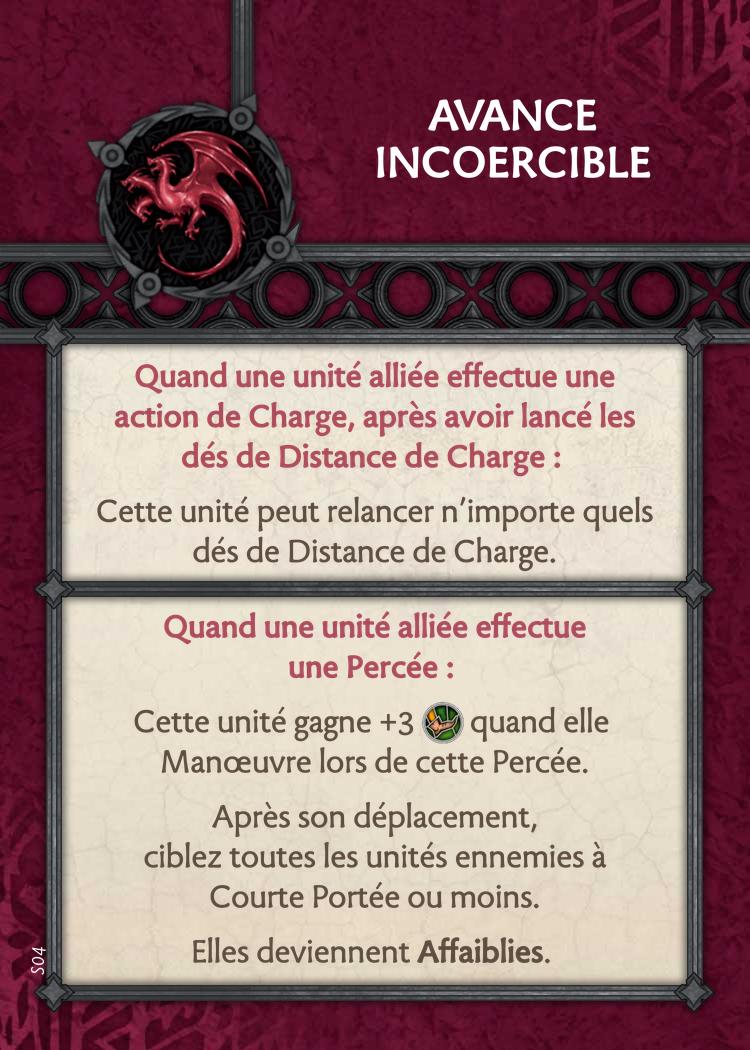 AVANCE
INCOERCIBLE
Quand une unité alliée effectue une
action de Charge, après avoir lancé les
dés de Distance de Charge :
Cette unité peut relancer n’importe quels
dés de Distance de Charge.
Quand une unité alliée effectue
une Percée :
Cette unité gagne +3 quand elle
Manœuvre lors de cette Percée.
Après son déplacement,
ciblez toutes les unités ennemies à
Courte Portée ou moins.
Elles deviennent Affaiblies.
S04